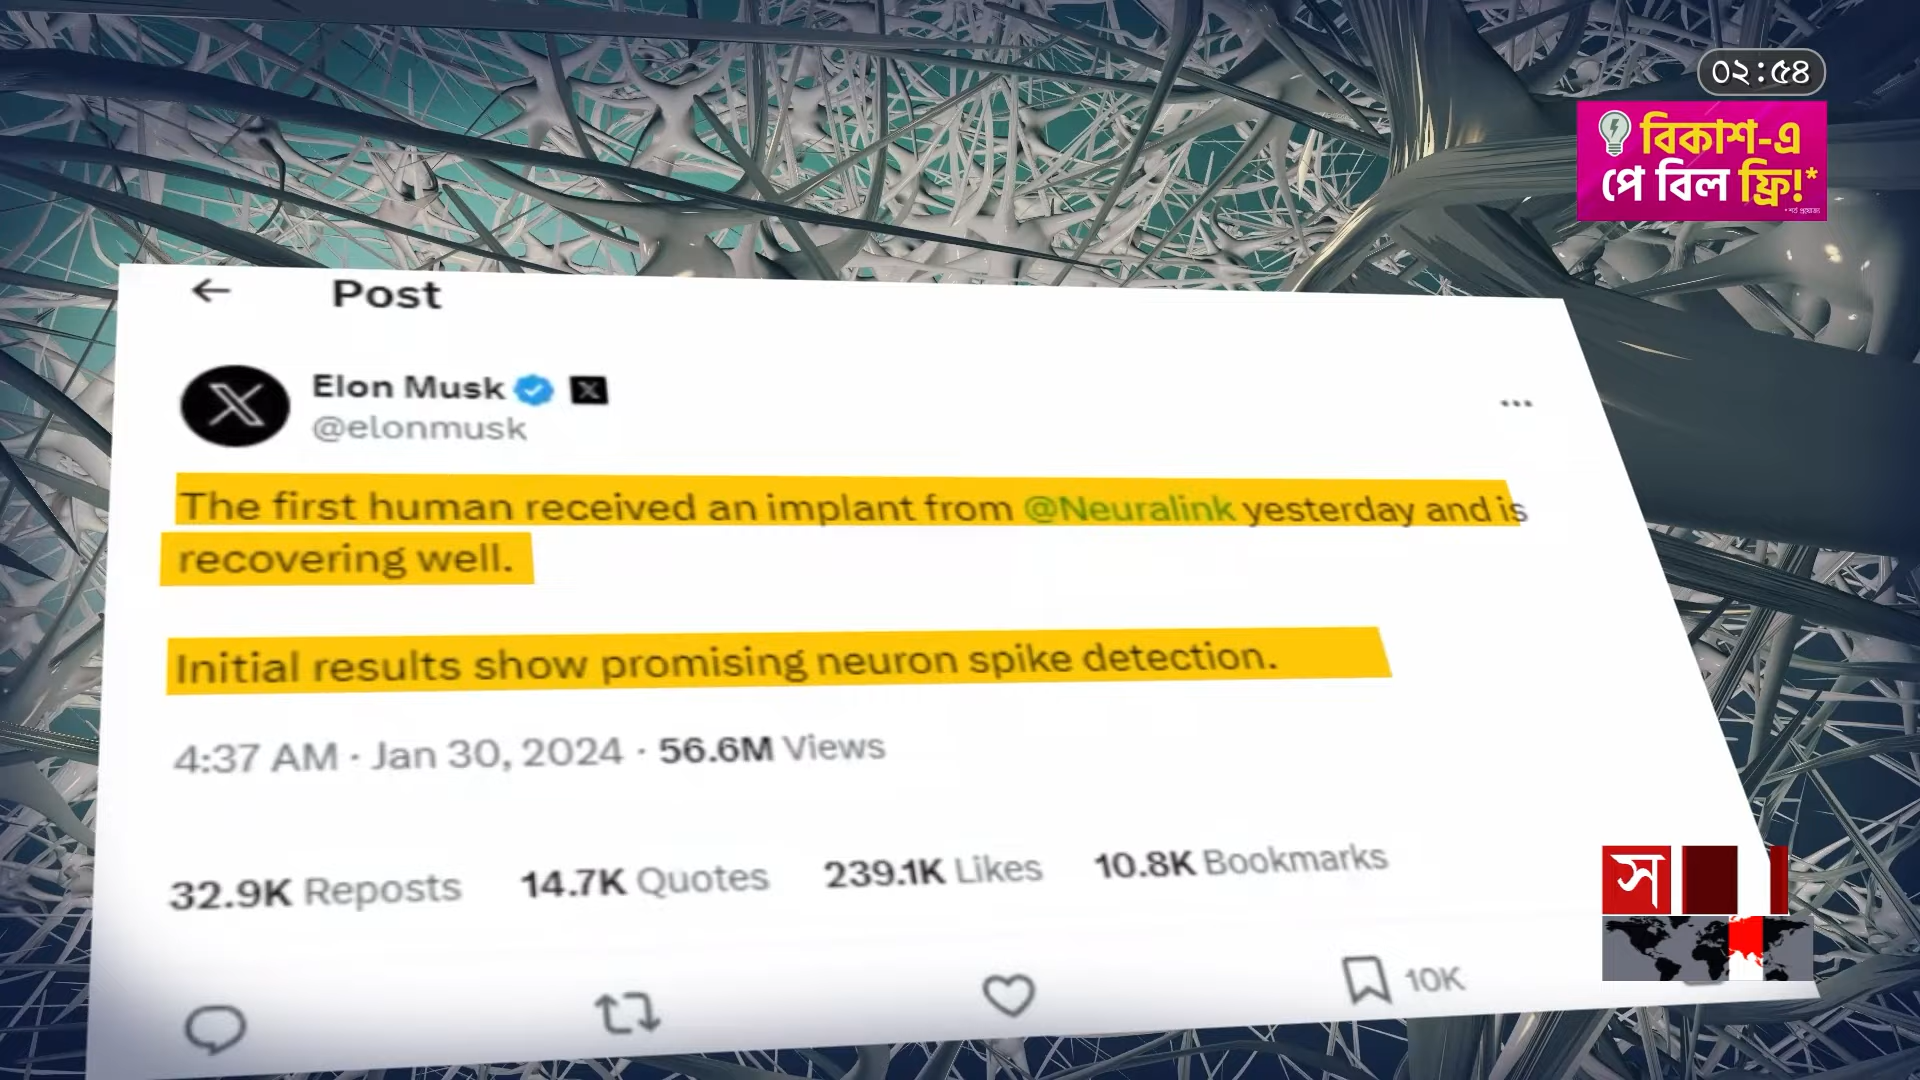 ০২:৫৪
বিকাশ-এ
পে বিল ফ্রি!*
Post
Elon Musk
@elonmusk
The first human received an implant from @Neuralink yesterday and is
recovering well.
Initial results show promising neuron spike detection.
4:37 AM · Jan 30, 2024 · 56.6M Views
32.9K Reposts 14.7K Quotes 239.1K Likes 10.8K Bookmarks
10K
স